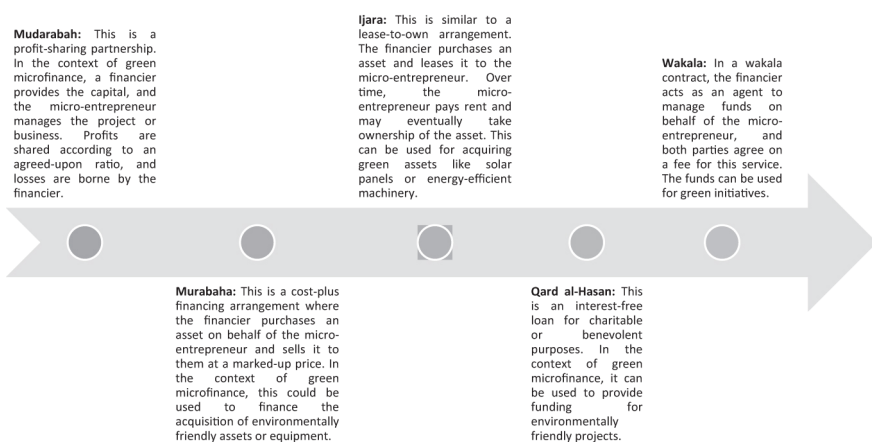 Mudarabah: This is a
profit-sharing partnership.
In the context of green
microfinance, a financier
provides the capital, and
the micro-entrepreneur
manages the project or
business. Profits are
shared according to an
agreed-upon ratio, and
losses are borne by the
financier.
Murabaha: This is a cost-plus
financing arrangement where
the financier purchases an
asset on behalf of the micro-
entrepreneur and sells it to
them at a marked-up price. In
the context of green
microfinance, this could be
used to finance the
acquisition of environmentally
friendly assets or equipment.
Ijara: This is similar to a
lease-to-own arrangement.
The financier purchases an
asset and leases it to the
micro-entrepreneur. Over
time, the micro-
entrepreneur pays rent and
may eventually take
ownership of the asset. This
can be used for acquiring
green assets like solar
panels or energy-efficient
machinery.
Qard al-Hasan: This
is an interest-free
loan for charitable
or benevolent
purposes. In the
context of green
microfinance, it can
be used to provide
funding for
environmentally
friendly projects.
Wakala: In a wakala
contract, the financier
acts as an agent to
manage funds on
behalf of the micro-
entrepreneur, and
both parties agree on
a fee for this service.
The funds can be used
for green initiatives.